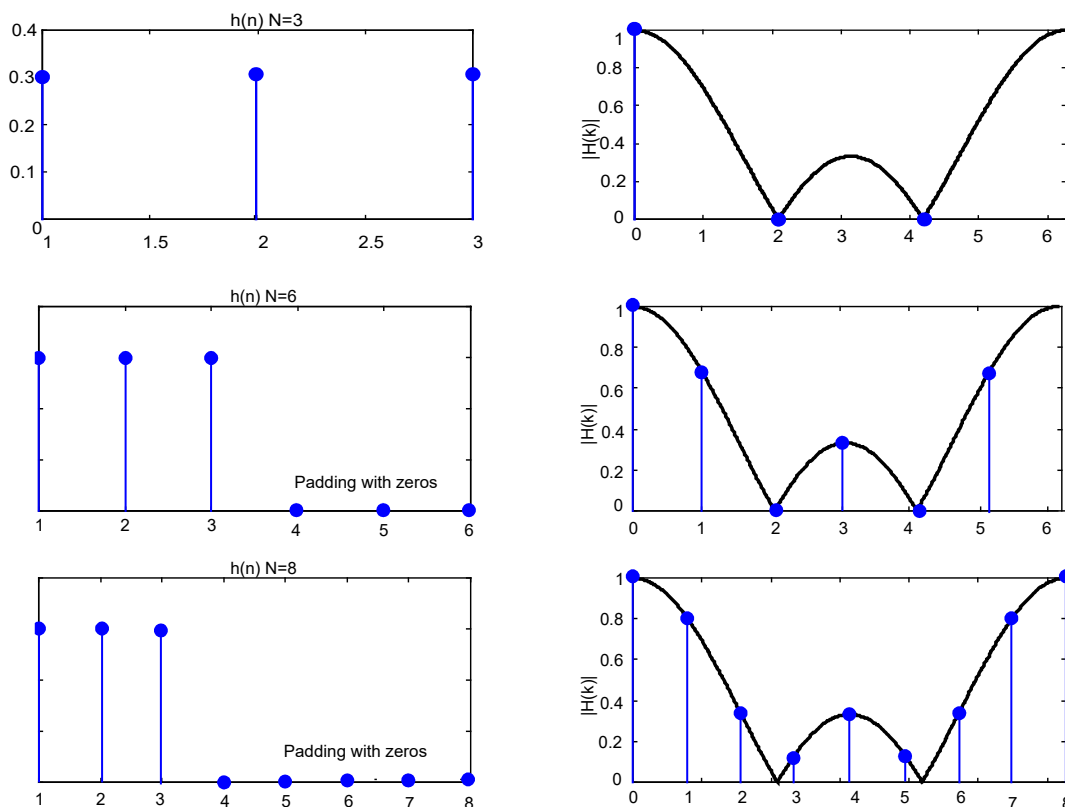 h(n) N=3
0.4
0.3
0.2
0.1
0
1 1.5 2 2.5 3
|H(k)|
1
0.8
0.6
0.4
0.2
0
0 1 2 3 4 5 6
h(n) N=6
Padding with zeros
1 2 3 4 5 6
|H(k)|
1
0.8
0.6
0.4
0.2
0
0 1 2 3 4 5 6
h(n) N=8
Padding with zeros
1 2 3 4 5 6 7 8
|H(k)|
1
0.8
0.6
0.4
0.2
0
0 1 2 3 4 5 6 7 8